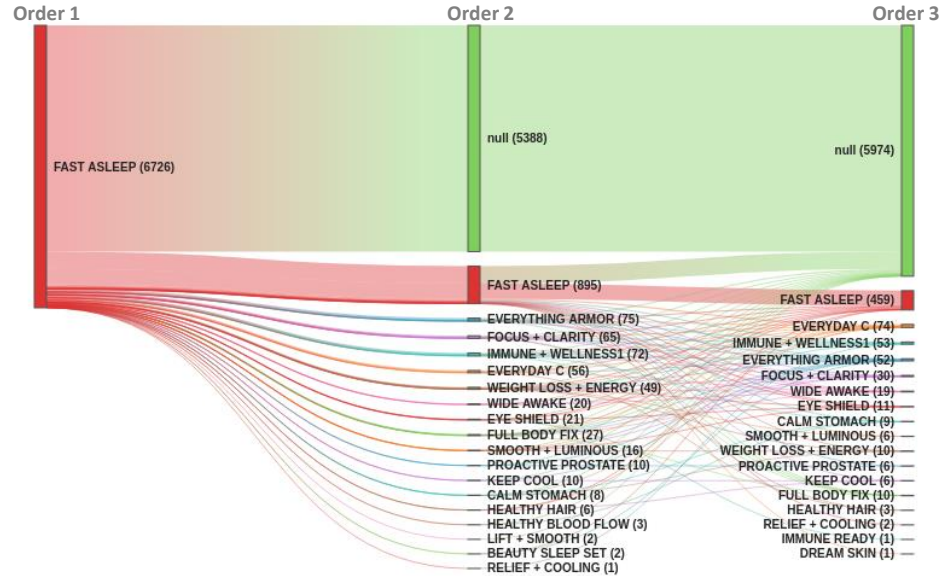 Order 1
Order 2
Order 3
FAST ASLEEP (6726)
null (5388)
FAST ASLEEP (895)
EVERYTHING ARMOR (75)
FOCUS + CLARITY (65)
IMMUNE + WELLNESS1 (72)
EVERYDAY C (56)
WEIGHT LOSS + ENERGY (49)
WIDE AWAKE (20)
EYE SHIELD (21)
FULL BODY FIX (27)
SMOOTH + LUMINOUS (16)
PROACTIVE PROSTATE (10)
KEEP COOL (10)
CALM STOMACH (8)
HEALTHY HAIR (6)
HEALTHY BLOOD FLOW (3)
LIFT + SMOOTH (2)
BEAUTY SLEEP SET (2)
RELIEF + COOLING (1)
null (5974)
FAST ASLEEP (459)
EVERYDAY C (74)
IMMUNE + WELLNESS1 (53)
EVERYTHING ARMOR (52)
FOCUS + CLARITY (30)
WIDE AWAKE (19)
EYE SHIELD (11)
CALM STOMACH (9)
SMOOTH + LUMINOUS (6)
WEIGHT LOSS + ENERGY (10)
PROACTIVE PROSTATE (6)
KEEP COOL (6)
FULL BODY FIX (10)
HEALTHY HAIR (3)
RELIEF + COOLING (2)
IMMUNE READY (1)
DREAM SKIN (1)